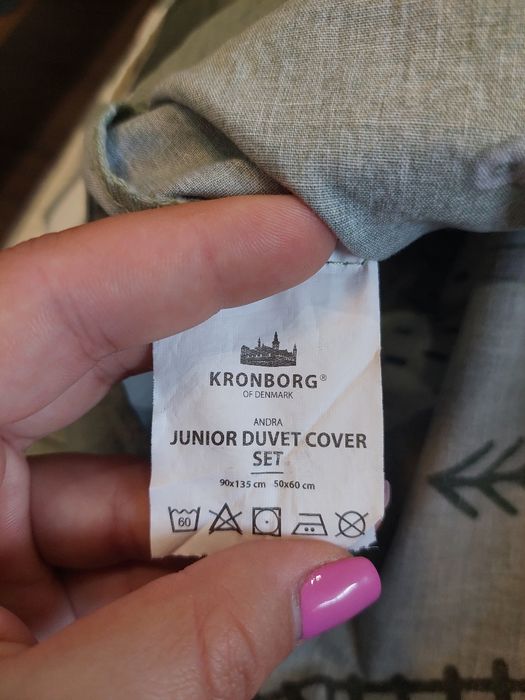 KRONBORG®
OF DENMARK
ANDRA
JUNIOR DUVET COVER
SET
90x135 cm 50x60 cm
60